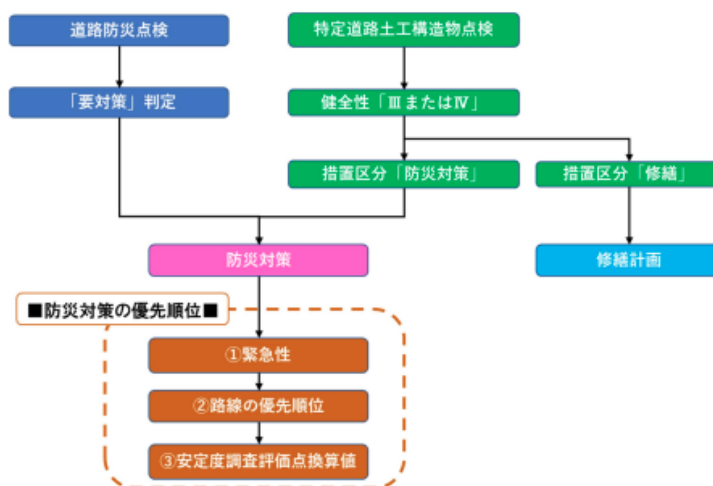 道路防災点検
特定道路土工構造物点検
「要対策」判定
健全性「ⅢまたはⅣ」
措置区分「防災対策」
措置区分「修繕」
防災対策
修繕計画
■防災対策の優先順位■
①緊急性
②路線の優先順位
③安定度調査評価点換算値